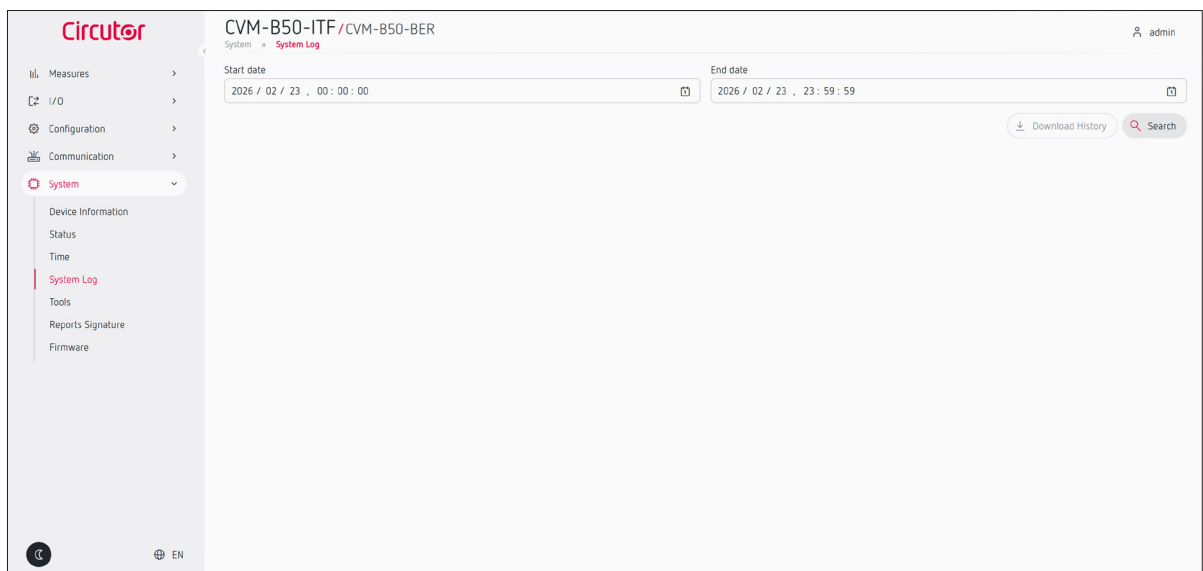 Circutor
Measures
I/O
Configuration
Communication
System
Device Information
Status
Time
System Log
Tools
Reports Signature
Firmware
EN
CVM-B50-ITF/CVM-B50-BER
System » System Log
admin
Start date
2026 / 02 / 23 , 00 : 00 : 00
End date
2026 / 02 / 23 , 23 : 59 : 59
Download History
Search